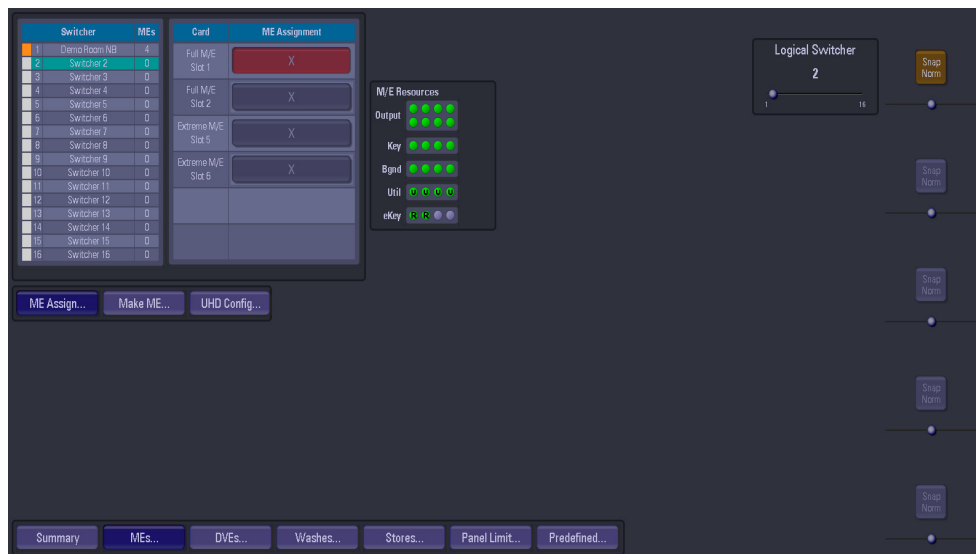 Switcher MEs
1 Demo Room NB 4
2 Switcher 2 0
3 Switcher 3 0
4 Switcher 4 0
5 Switcher 5 0
6 Switcher 6 0
7 Switcher 7 0
8 Switcher 8 0
9 Switcher 9 0
10 Switcher 10 0
11 Switcher 11 0
12 Switcher 12 0
13 Switcher 13 0
14 Switcher 14 0
15 Switcher 15 0
16 Switcher 16 0
Card ME Assignment
Full M/E
Slot 1
X
Full M/E
Slot 2
X
Extreme M/E
Slot 5
X
Extreme M/E
Slot 6
X
M/E Resources
Output
Key
Bgnd
Util U U U U
eKey R R
Logical Switcher
2
1 16
Snap
Norm
Snap
Norm
Snap
Norm
Snap
Norm
Snap
Norm
ME Assign... Make ME... UHD Config...
Summary MEs... DVEs... Washes... Stores... Panel Limit... Predefined...